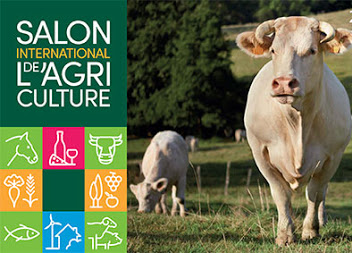 SALON
INTERNATIONAL
DE L'AGRI
CULTURE